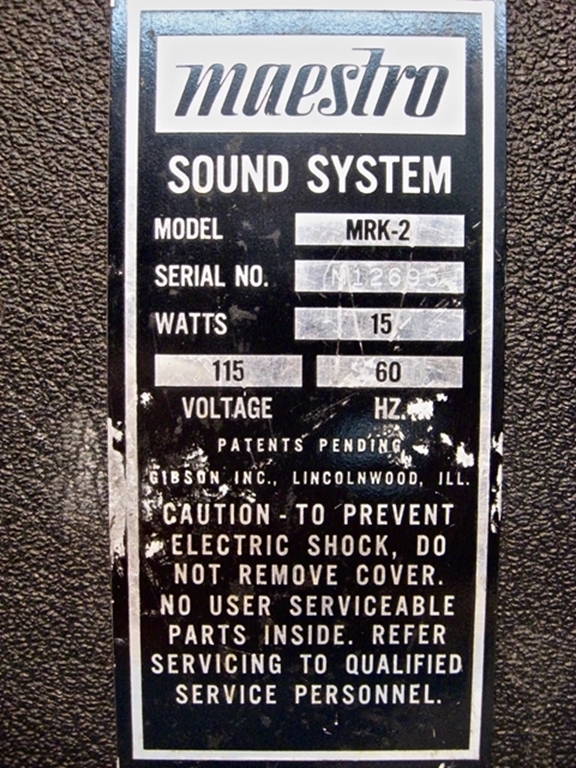 maestro
SOUND SYSTEM
MODEL MRK-2
SERIAL NO. N12695
WATTS 15
115 60
VOLTAGE HZ.
PATENTS PENDING
GIBSON INC., LINCOLNWOOD, ILL.
CAUTION - TO PREVENT
ELECTRIC SHOCK, DO
NOT REMOVE COVER.
NO USER SERVICEABLE
PARTS INSIDE. REFER
SERVICING TO QUALIFIED
SERVICE PERSONNEL.